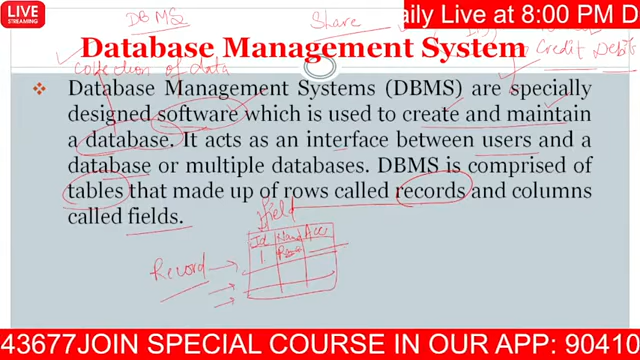 LIVE
STREAMING
DBMS
Share
aily Live at 8:00 PM D
Database Management System
Credit Debits
collection of data
Database Management Systems (DBMS) are specially
designed software which is used to create and maintain
a database. It acts as an interface between users and a
database or multiple databases. DBMS is comprised of
tables that made up of rows called records and columns
called fields.
field
Id Name Acc
1.
Record
43677JOIN SPECIAL COURSE IN OUR APP: 90410